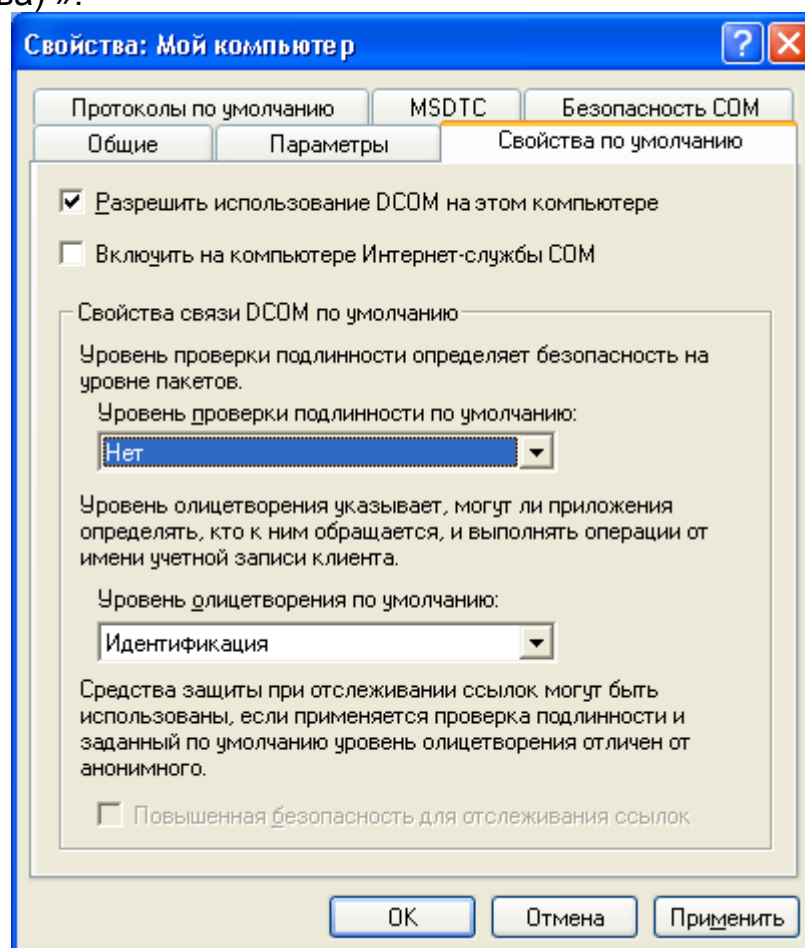 ва) ».
Свойства: Мой компьютер
Протоколы по умолчанию MSDTC Безопасность COM
Общие Параметры Свойства по умолчанию
Разрешить использование DCOM на этом компьютере
Включить на компьютере Интернет-службы COM
Свойства связи DCOM по умолчанию
Уровень проверки подлинности определяет безопасность на
уровне пакетов.
Уровень проверки подлинности по умолчанию:
Нет
Уровень олицетворения указывает, могут ли приложения
определять, кто к ним обращается, и выполнять операции от
имени учетной записи клиента.
Уровень олицетворения по умолчанию:
Идентификация
Средства защиты при отслеживании ссылок могут быть
использованы, если применяется проверка подлинности и
заданный по умолчанию уровень олицетворения отличен от
анонимного.
Повышенная безопасность для отслеживания ссылок
OK Отмена Применить